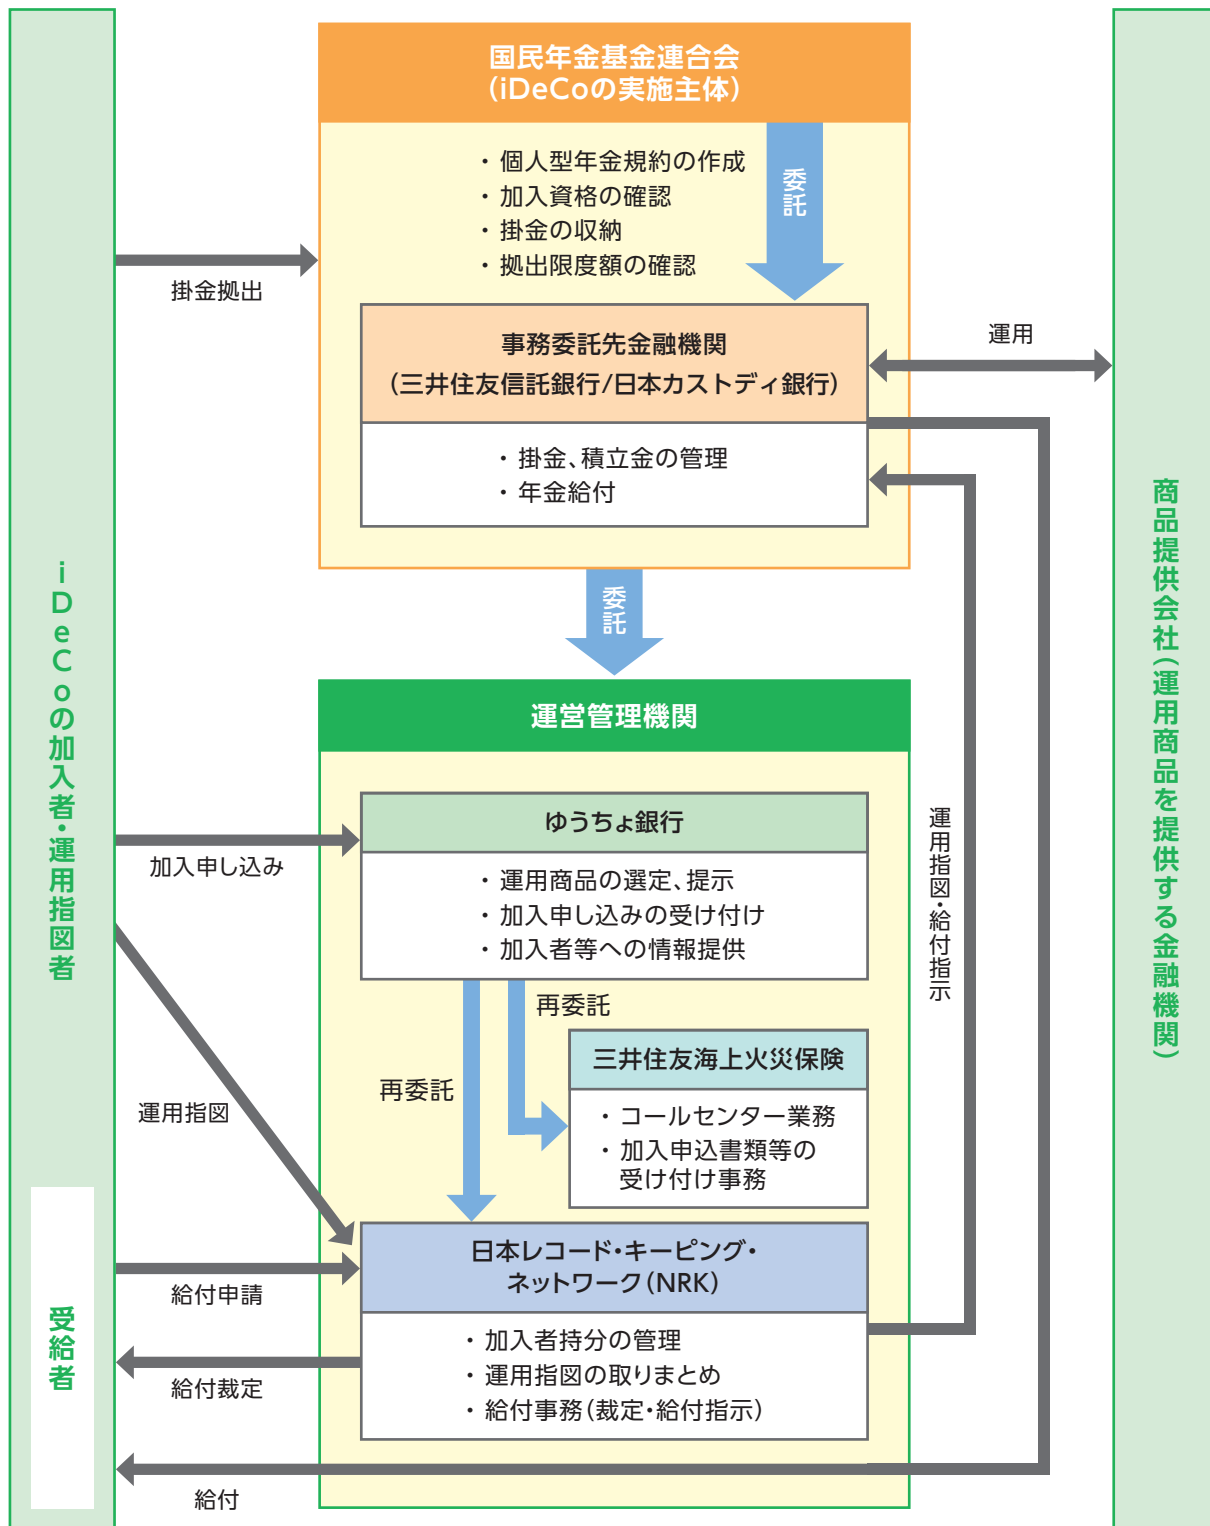 国民年金基金連合会
(iDeCoの実施主体)
・個人型年金規約の作成
・加入資格の確認
・掛金の収納
・拠出限度額の確認
委託
掛金拠出
事務委託先金融機関
(三井住友信託銀行/日本カストディ銀行)
・掛金、積立金の管理
・年金給付
運用
委託
iDeCoの加入者・運用指図者
商品提供会社(運用商品を提供する金融機関)
運営管理機関
ゆうちょ銀行
・運用商品の選定、提示
・加入申し込みの受け付け
・加入者等への情報提供
加入申し込み
運用指図・給付指示
再委託
再委託
三井住友海上火災保険
・コールセンター業務
・加入申込書類等の
受け付け事務
運用指図
日本レコード・キーピング・
ネットワーク(NRK)
・加入者持分の管理
・運用指図の取りまとめ
・給付事務(裁定・給付指示)
給付申請
受給者
給付裁定
給付